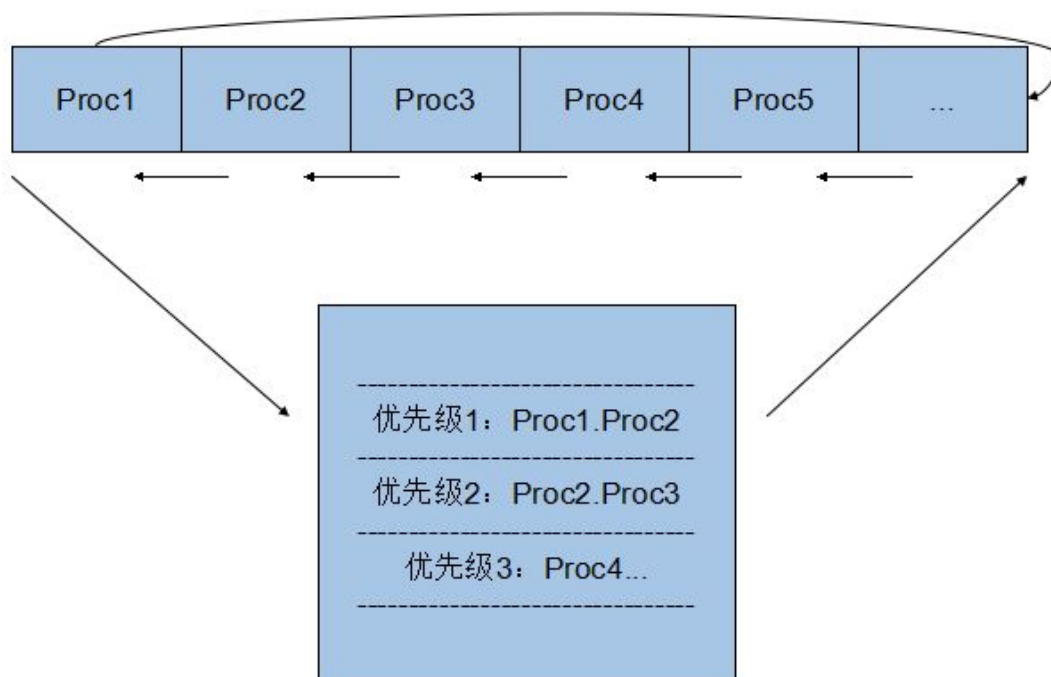 Proc1 Proc2 Proc3 Proc4 Proc5 ...
优先级1：Proc1.Proc2
优先级2：Proc2.Proc3
优先级3：Proc4...